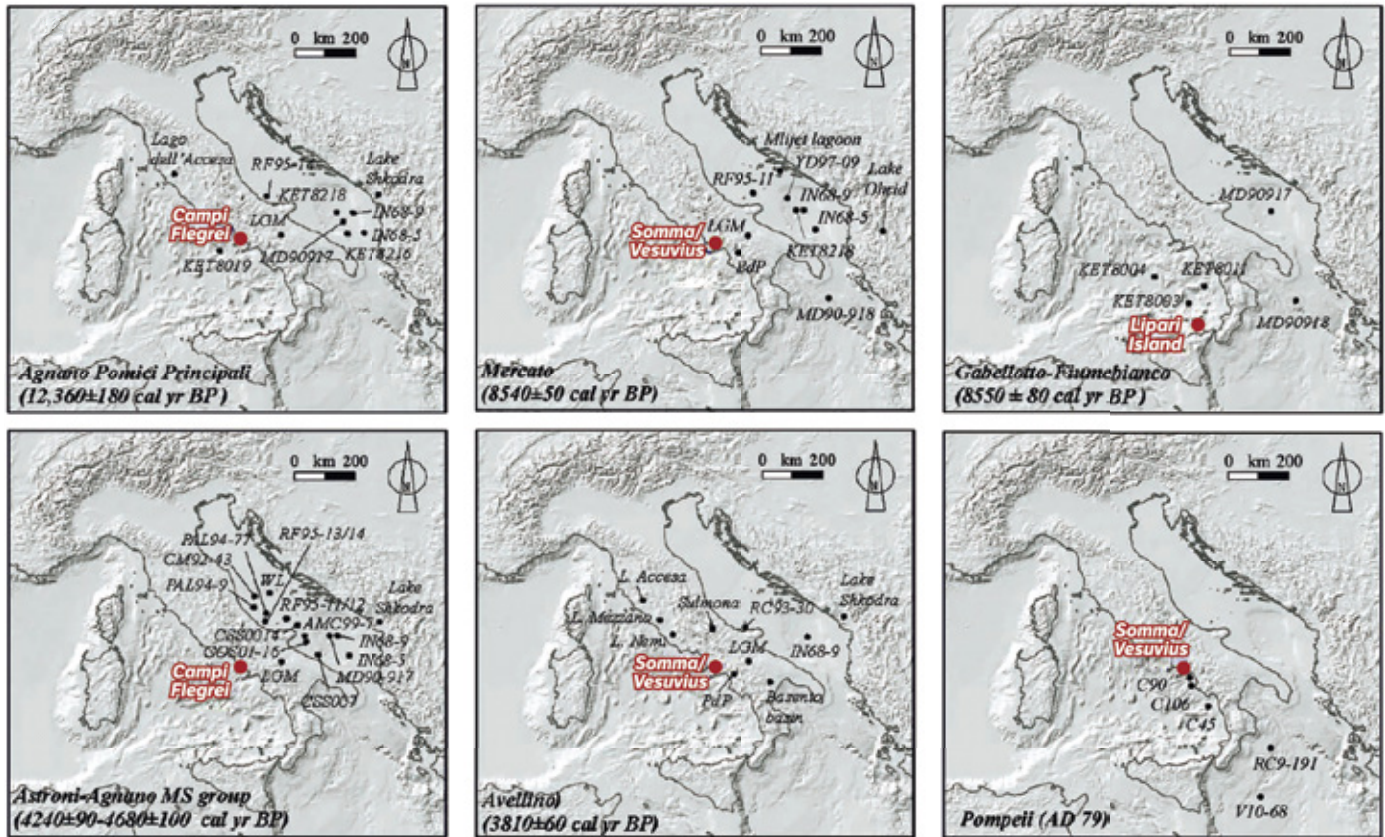 0 km 200
N
Lago
dell'Accesa
RF95-14
KET8218
Lake
Shkodra
Campi
Flegrei
LGM
IN68-9
IN68-5
MD90917
KET8216
KET8019
Agnano Pomici Principali
(12,360±180 cal yr BP )
0 km 200
N
Mlijet lagoon
YD97-09
Lake
Ohrid
RF95-11
IN68-9
IN68-5
Somma/
Vesuvius
LGM
KET8218
PdP
MD90-918
Mercato
(8540±50 cal yr BP)
0 km 200
N
MD90917
KET8004
KET8011
KET8003
MD90918
Lipari
Island
Gabellotto-Fiumebianco
(8550 ± 80 cal yr BP )
0 km 200
N
PAL94-77
RF95-13/14
CM92-43
PAL94-9
WL
Lake
Shkodra
RF95-11/12
AMC99-1
CSS0014
IN68-9
GOS01-16
IN68-5
Campi
Flegrei
LGM
MD90-917
CSS007
Astroni-Agnano MS group
(4240±90-4680±100 cal yr BP)
0 km 200
N
L. Accesa
Lake
Shkodra
L. Mezzano
Sulmona
RC93-30
L. Nemi
IN68-9
LGM
Somma/
Vesuvius
PdP
Basento
basin
Avellino
(3810±60 cal yr BP)
0 km 200
N
Somma/
Vesuvius
C90
C106
C45
RC9-191
V10-68
Pompeii (AD 79)